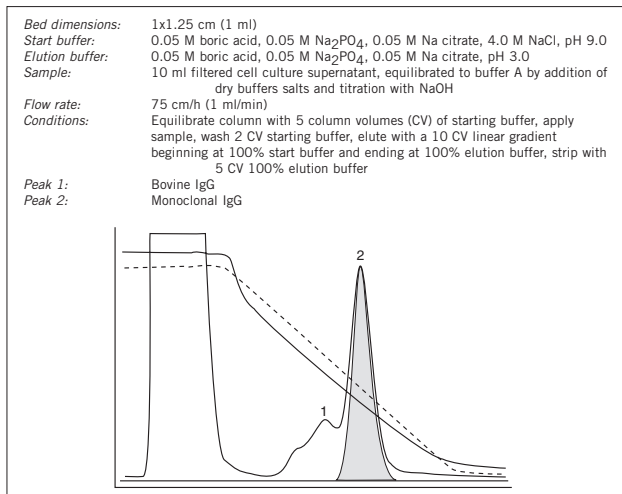 Bed dimensions: 1x1.25 cm (1 ml)
Start buffer: 0.05 M boric acid, 0.05 M Na₂PO₄, 0.05 M Na citrate, 4.0 M NaCl, pH 9.0
Elution buffer: 0.05 M boric acid, 0.05 M Na₂PO₄, 0.05 M Na citrate, pH 3.0
Sample: 10 ml filtered cell culture supernatant, equilibrated to buffer A by addition of
dry buffers salts and titration with NaOH
Flow rate: 75 cm/h (1 ml/min)
Conditions: Equilibrate column with 5 column volumes (CV) of starting buffer, apply
sample, wash 2 CV starting buffer, elute with a 10 CV linear gradient
beginning at 100% start buffer and ending at 100% elution buffer, strip with
5 CV 100% elution buffer
Peak 1: Bovine IgG
Peak 2: Monoclonal IgG
2
1